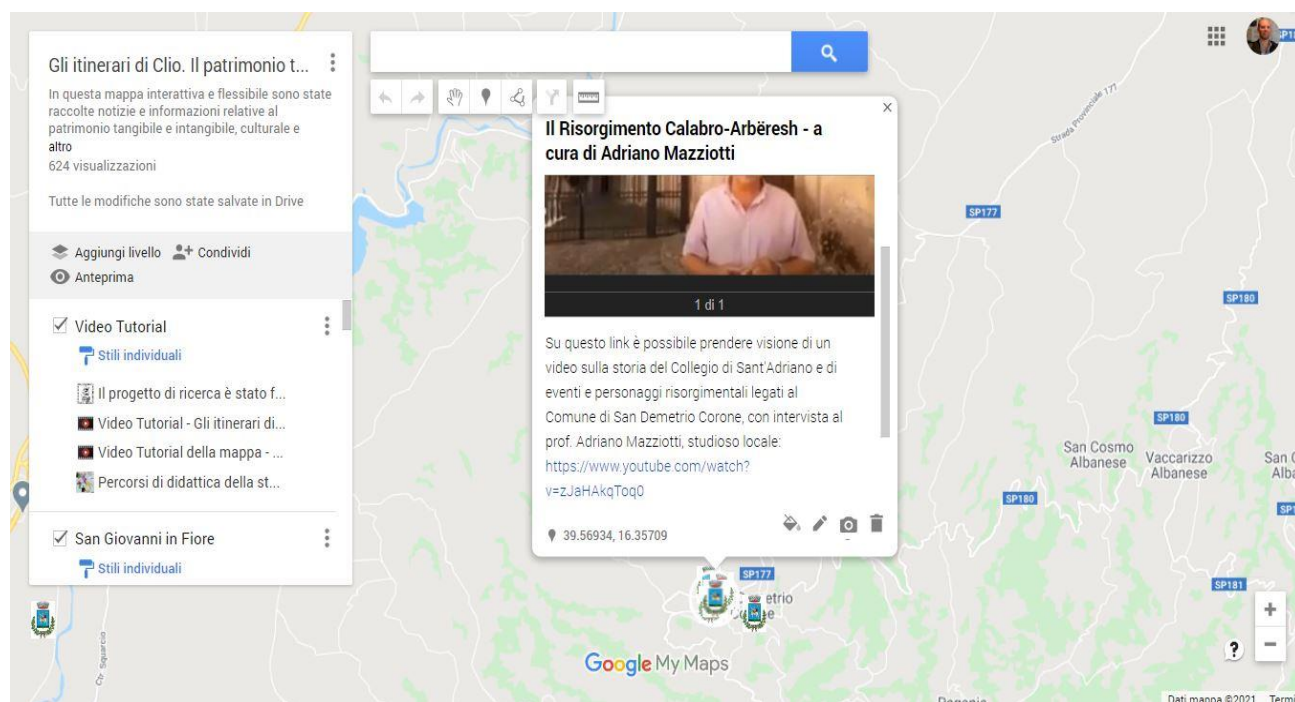 Gli itinerari di Clio. Il patrimonio t...
In questa mappa interattiva e flessibile sono state
raccolte notizie e informazioni relative al
patrimonio tangibile e intangibile, culturale e
altro
624 visualizzazioni
Tutte le modifiche sono state salvate in Drive
Aggiungi livello Condividi
Anteprima
Video Tutorial
Stili individuali
Il progetto di ricerca è stato f...
Video Tutorial - Gli itinerari di...
Video Tutorial della mappa - ...
Percorsi di didattica della st...
San Giovanni in Fiore
Stili individuali
Il Risorgimento Calabro-Arbëresh - a
cura di Adriano Mazziotti
1 di 1
Su questo link è possibile prendere visione di un
video sulla storia del Collegio di Sant'Adriano e di
eventi e personaggi risorgimentali legati al
Comune di San Demetrio Corone, con intervista al
prof. Adriano Mazziotti, studioso locale:
https://www.youtube.com/watch?
v=zJaHAkqToq0
39.56934, 16.35709
Strada Provinciale 177
SP177
SP180
SP180
San Cosmo
Albanese
Vaccarizzo
Albanese
SP180
SP177
etrio
SP181
Ctr Squarcio
Google My Maps
Dati mappa ©2021 Termi